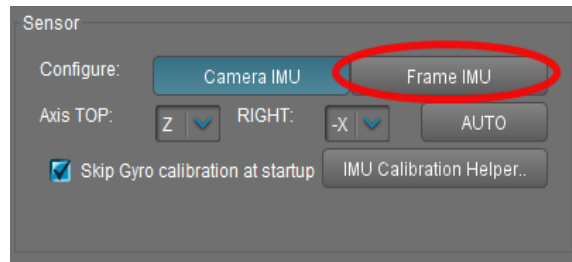 Sensor
Configure: Camera IMU Frame IMU
Axis TOP: Z RIGHT: -X AUTO
Skip Gyro calibration at startup IMU Calibration Helper..